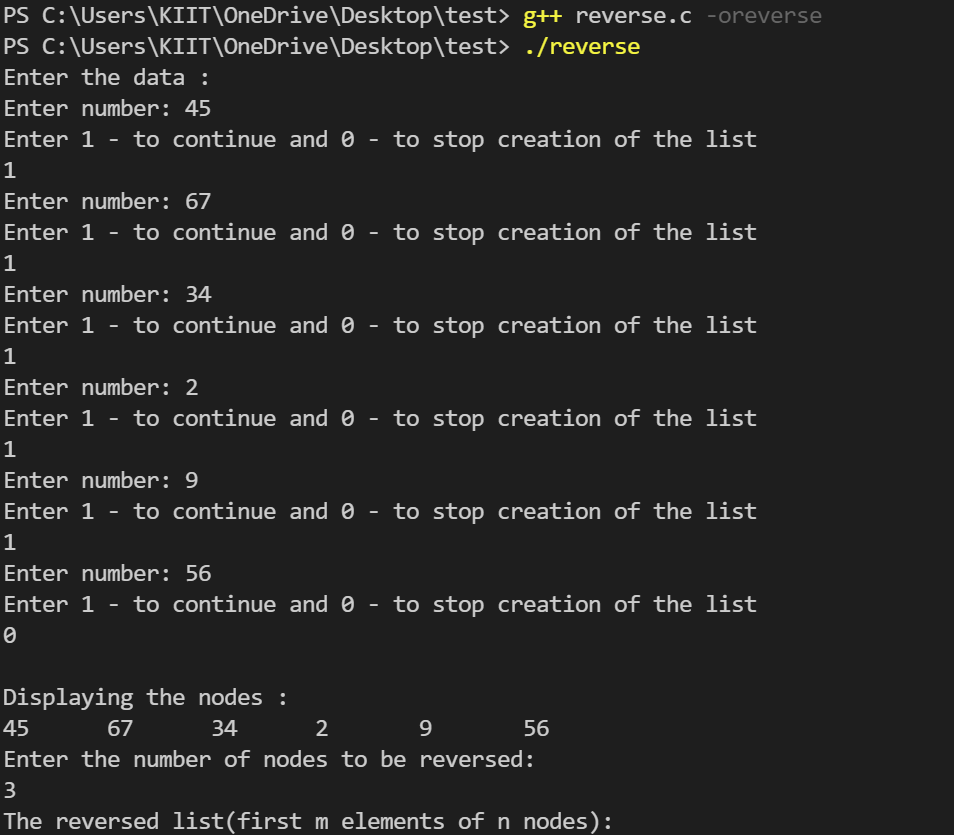 PS C:\Users\KIIT\OneDrive\Desktop\test> g++ reverse.c -oreverse
PS C:\Users\KIIT\OneDrive\Desktop\test> ./reverse
Enter the data :
Enter number: 45
Enter 1 - to continue and 0 - to stop creation of the list
1
Enter number: 67
Enter 1 - to continue and 0 - to stop creation of the list
1
Enter number: 34
Enter 1 - to continue and 0 - to stop creation of the list
1
Enter number: 2
Enter 1 - to continue and 0 - to stop creation of the list
1
Enter number: 9
Enter 1 - to continue and 0 - to stop creation of the list
1
Enter number: 56
Enter 1 - to continue and 0 - to stop creation of the list
0
Displaying the nodes :
45 67 34 2 9 56
Enter the number of nodes to be reversed:
3
The reversed list(first m elements of n nodes):